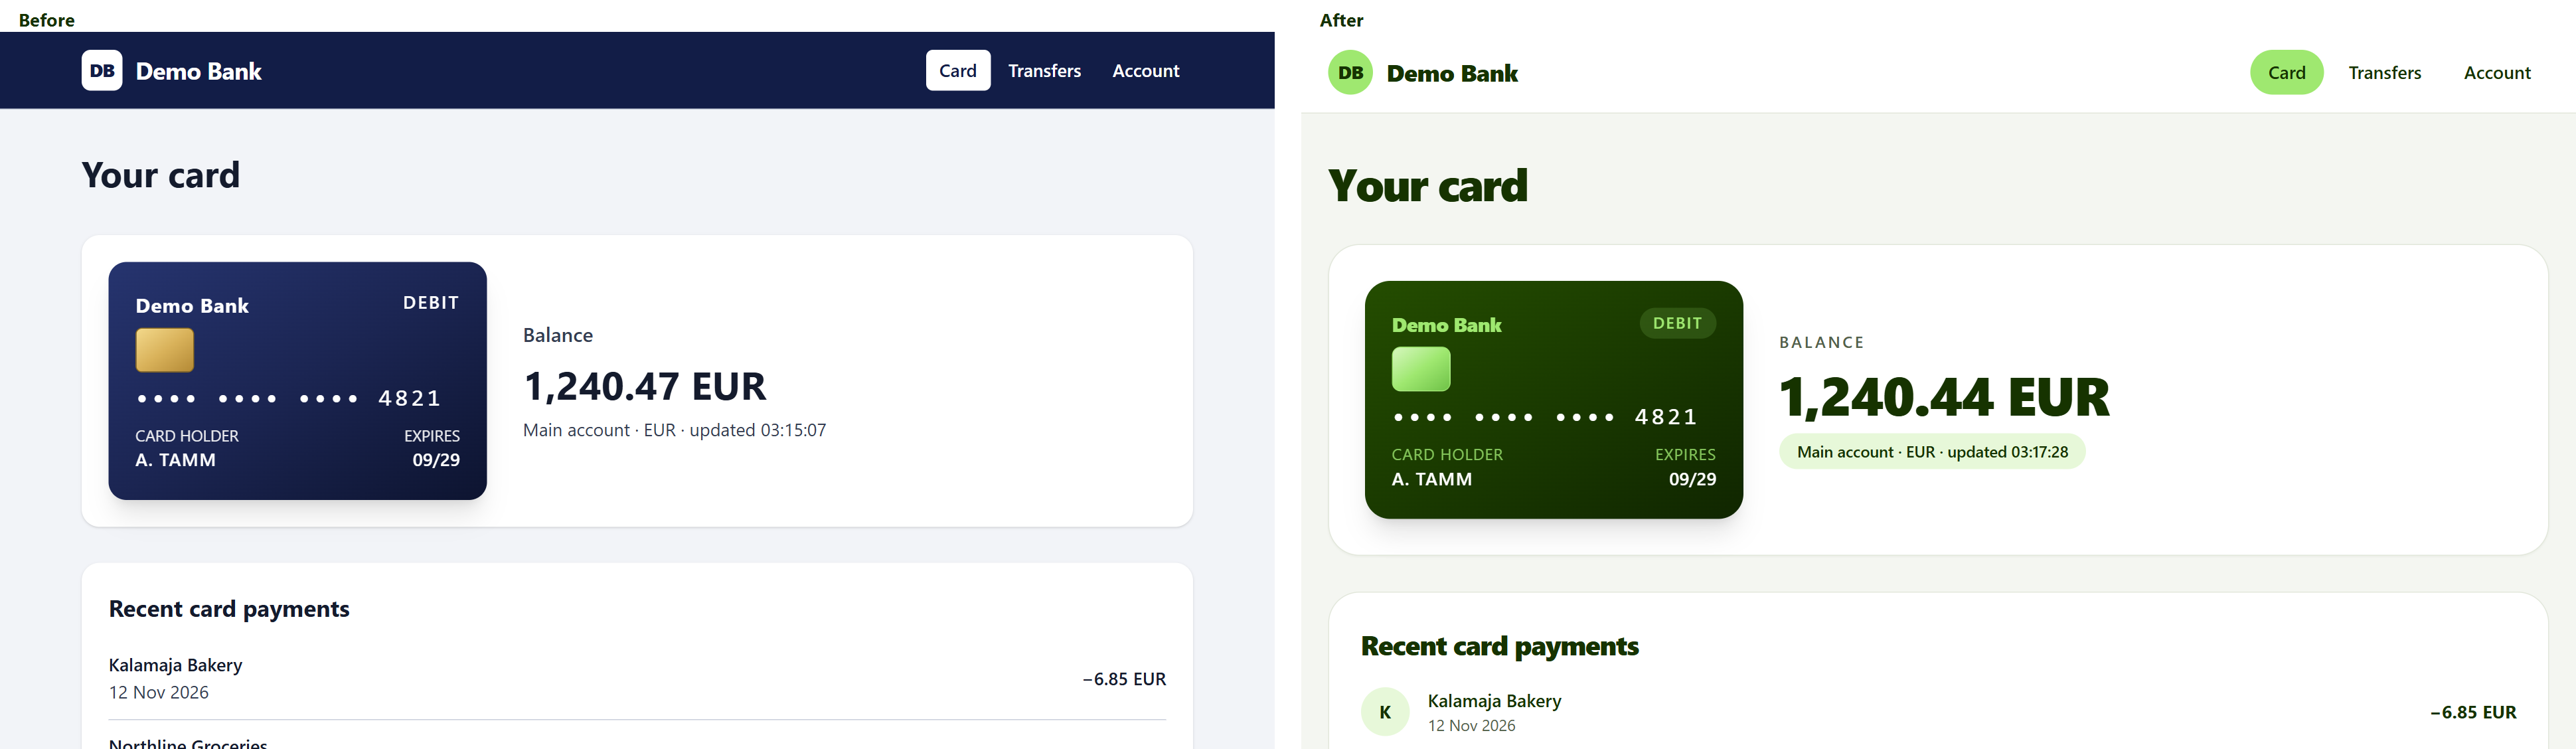 Before
DB Demo Bank Card Transfers Account
Your card
Demo Bank DEBIT
•••• •••• •••• 4821
CARD HOLDER EXPIRES
A. TAMM 09/29
Balance
1,240.47 EUR
Main account · EUR · updated 03:15:07
Recent card payments
Kalamaja Bakery
12 Nov 2026
−6.85 EUR
Northline Groceries
After
DB Demo Bank Card Transfers Account
Your card
Demo Bank DEBIT
•••• •••• •••• 4821
CARD HOLDER EXPIRES
A. TAMM 09/29
BALANCE
1,240.44 EUR
Main account · EUR · updated 03:17:28
Recent card payments
K
Kalamaja Bakery
12 Nov 2026
−6.85 EUR